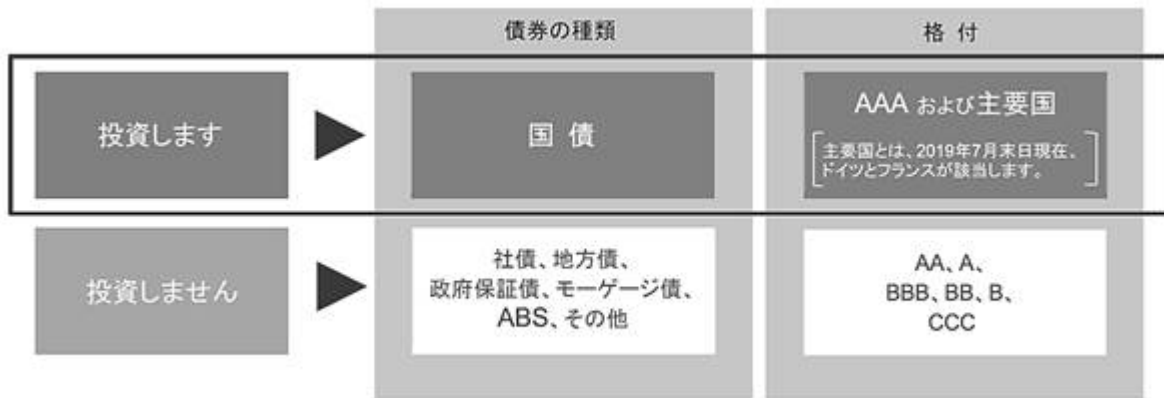 債券の種類
格 付
投資します
国 債
AAA および主要国
主要国とは、2019年7月末日現在、
ドイツとフランスが該当します。
投資しません
社債、地方債、
政府保証債、モーゲージ債、
ABS、その他
AA、A、
BBB、BB、B、
CCC